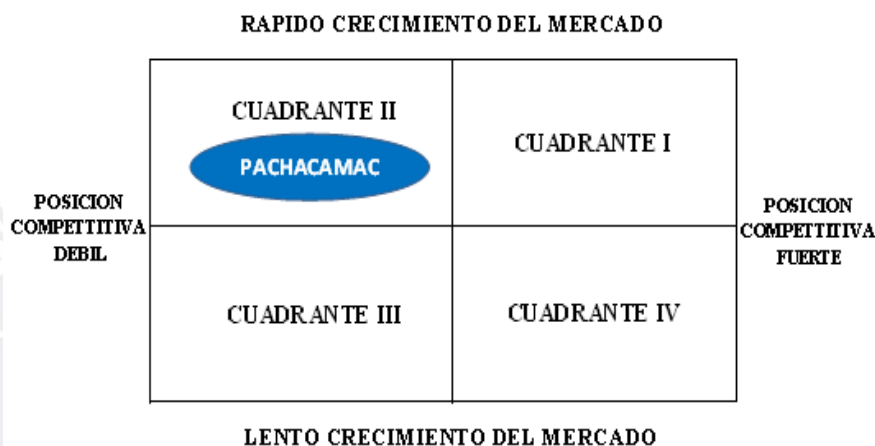 RAPIDO CRECIMIENTO DEL MERCADO
CUADRANTE II
PACHACAMAC
CUADRANTE I
POSICION
COMPETTITIVA
DEBIL
POSICION
COMPETTITIVA
FUERTE
CUADRANTE III
CUADRANTE IV
LENTO CRECIMIENTO DEL MERCADO